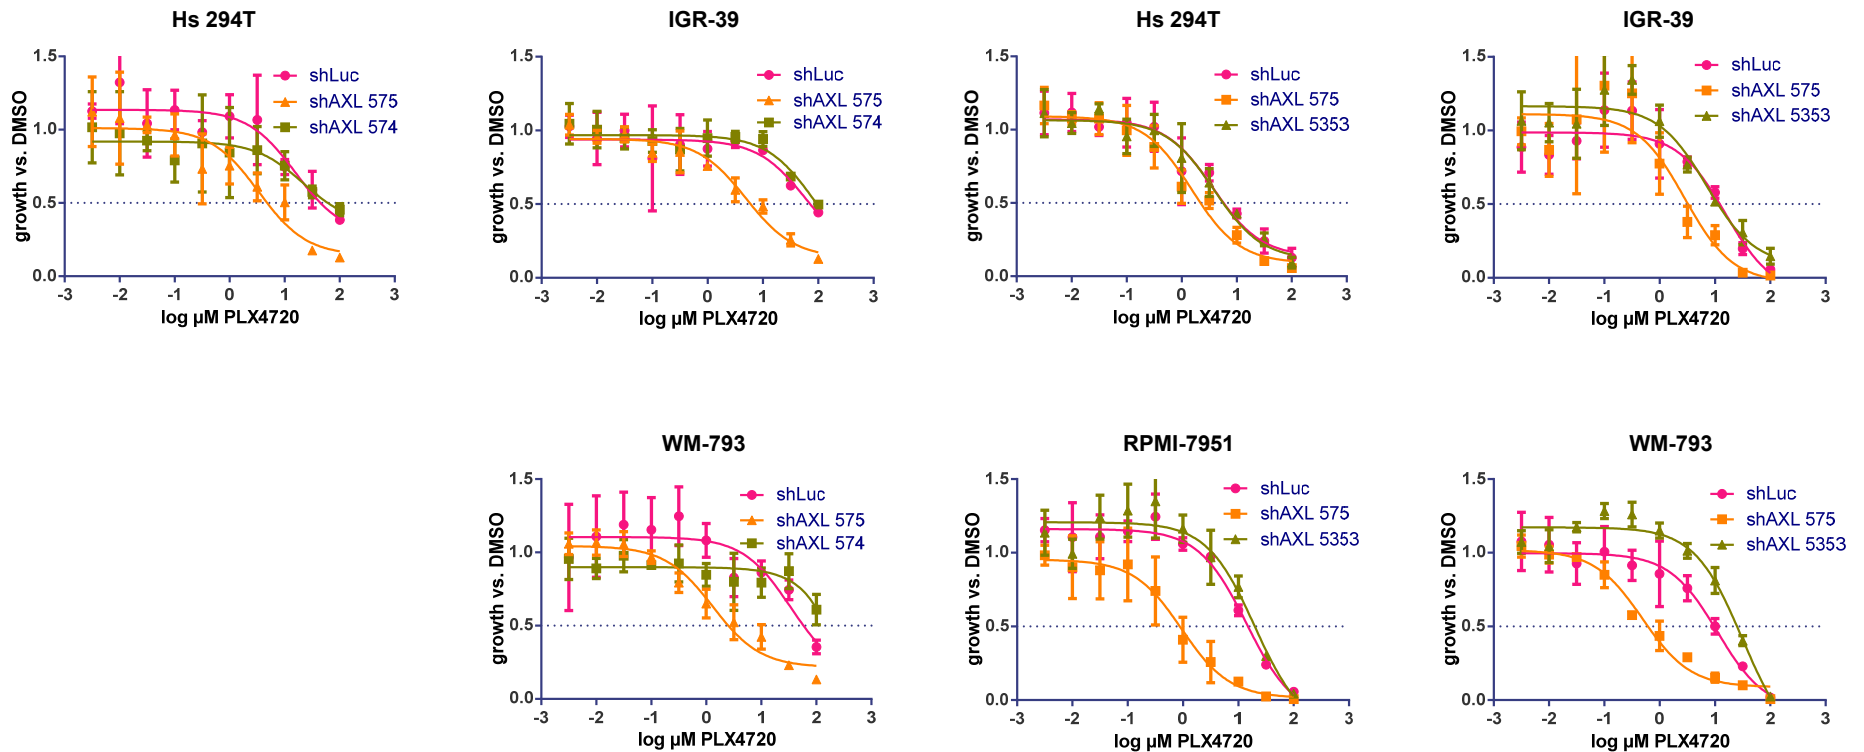 Hs 294T
growth vs. DMSO
1.5
1.0
0.5
0.0
-3 -2 -1 0 1 2 3
log µM PLX4720
shLuc
shAXL 575
shAXL 574
IGR-39
growth vs. DMSO
1.5
1.0
0.5
0.0
-3 -2 -1 0 1 2 3
log µM PLX4720
shLuc
shAXL 575
shAXL 574
Hs 294T
growth vs. DMSO
1.5
1.0
0.5
0.0
-3 -2 -1 0 1 2 3
log µM PLX4720
shLuc
shAXL 575
shAXL 5353
IGR-39
growth vs. DMSO
1.5
1.0
0.5
0.0
-3 -2 -1 0 1 2 3
log µM PLX4720
shLuc
shAXL 575
shAXL 5353
WM-793
growth vs. DMSO
1.5
1.0
0.5
0.0
-3 -2 -1 0 1 2 3
log µM PLX4720
shLuc
shAXL 575
shAXL 574
RPMI-7951
growth vs. DMSO
1.5
1.0
0.5
0.0
-3 -2 -1 0 1 2 3
log µM PLX4720
shLuc
shAXL 575
shAXL 5353
WM-793
growth vs. DMSO
1.5
1.0
0.5
0.0
-3 -2 -1 0 1 2 3
log µM PLX4720
shLuc
shAXL 575
shAXL 5353